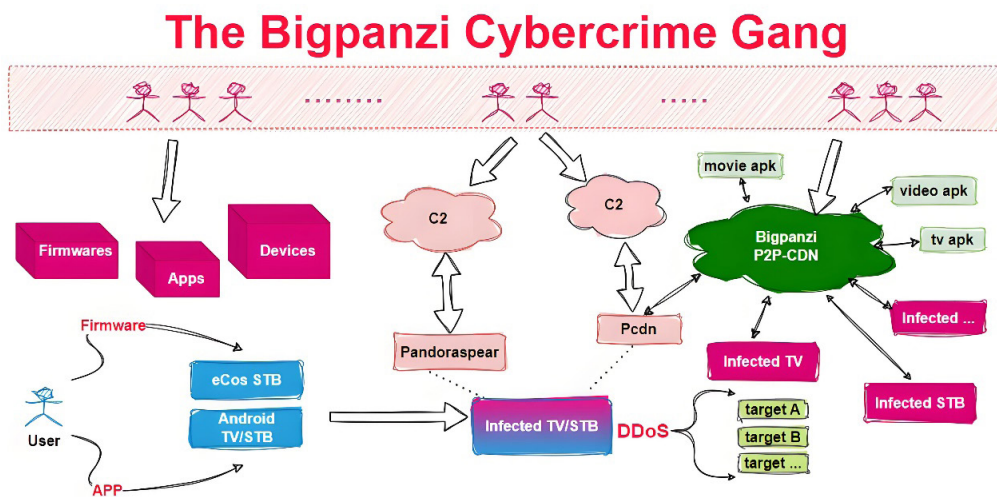 The Bigpanzi Cybercrime Gang
movie apk
video apk
C2
C2
Firmwares
Devices
Apps
Bigpanzi
P2P-CDN
tv apk
Firmware
Pandoraspear
Pcdn
Infected ...
Infected TV
eCos STB
Infected STB
User
Android
TV/STB
Infected TV/STB
DDoS
target A
target B
target ...
APP